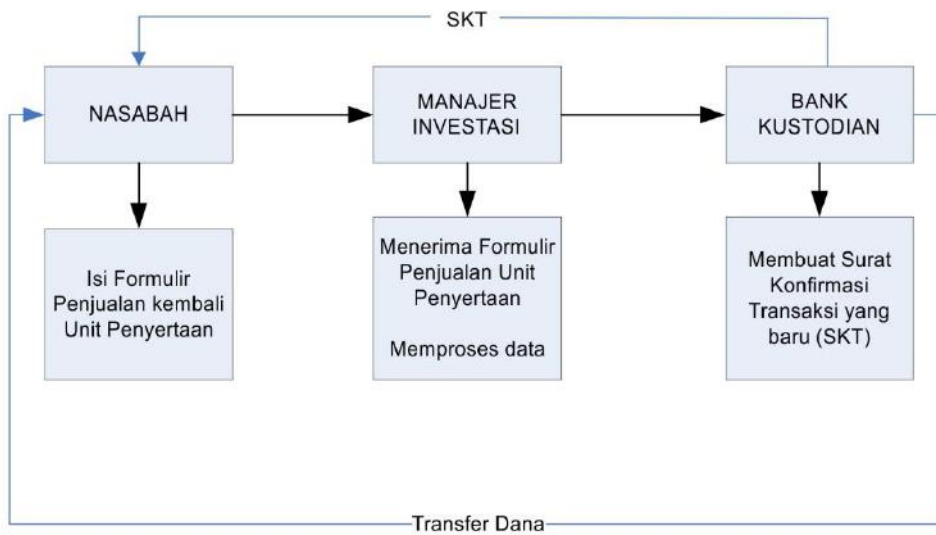 SKT
NASABAH
MANAJER
INVESTASI
BANK
KUSTODIAN
Isi Formulir
Penjualan kembali
Unit Penyertaan
Menerima Formulir
Penjualan Unit
Penyertaan
Memproses data
Membuat Surat
Konfirmasi
Transaksi yang
baru (SKT)
Transfer Dana